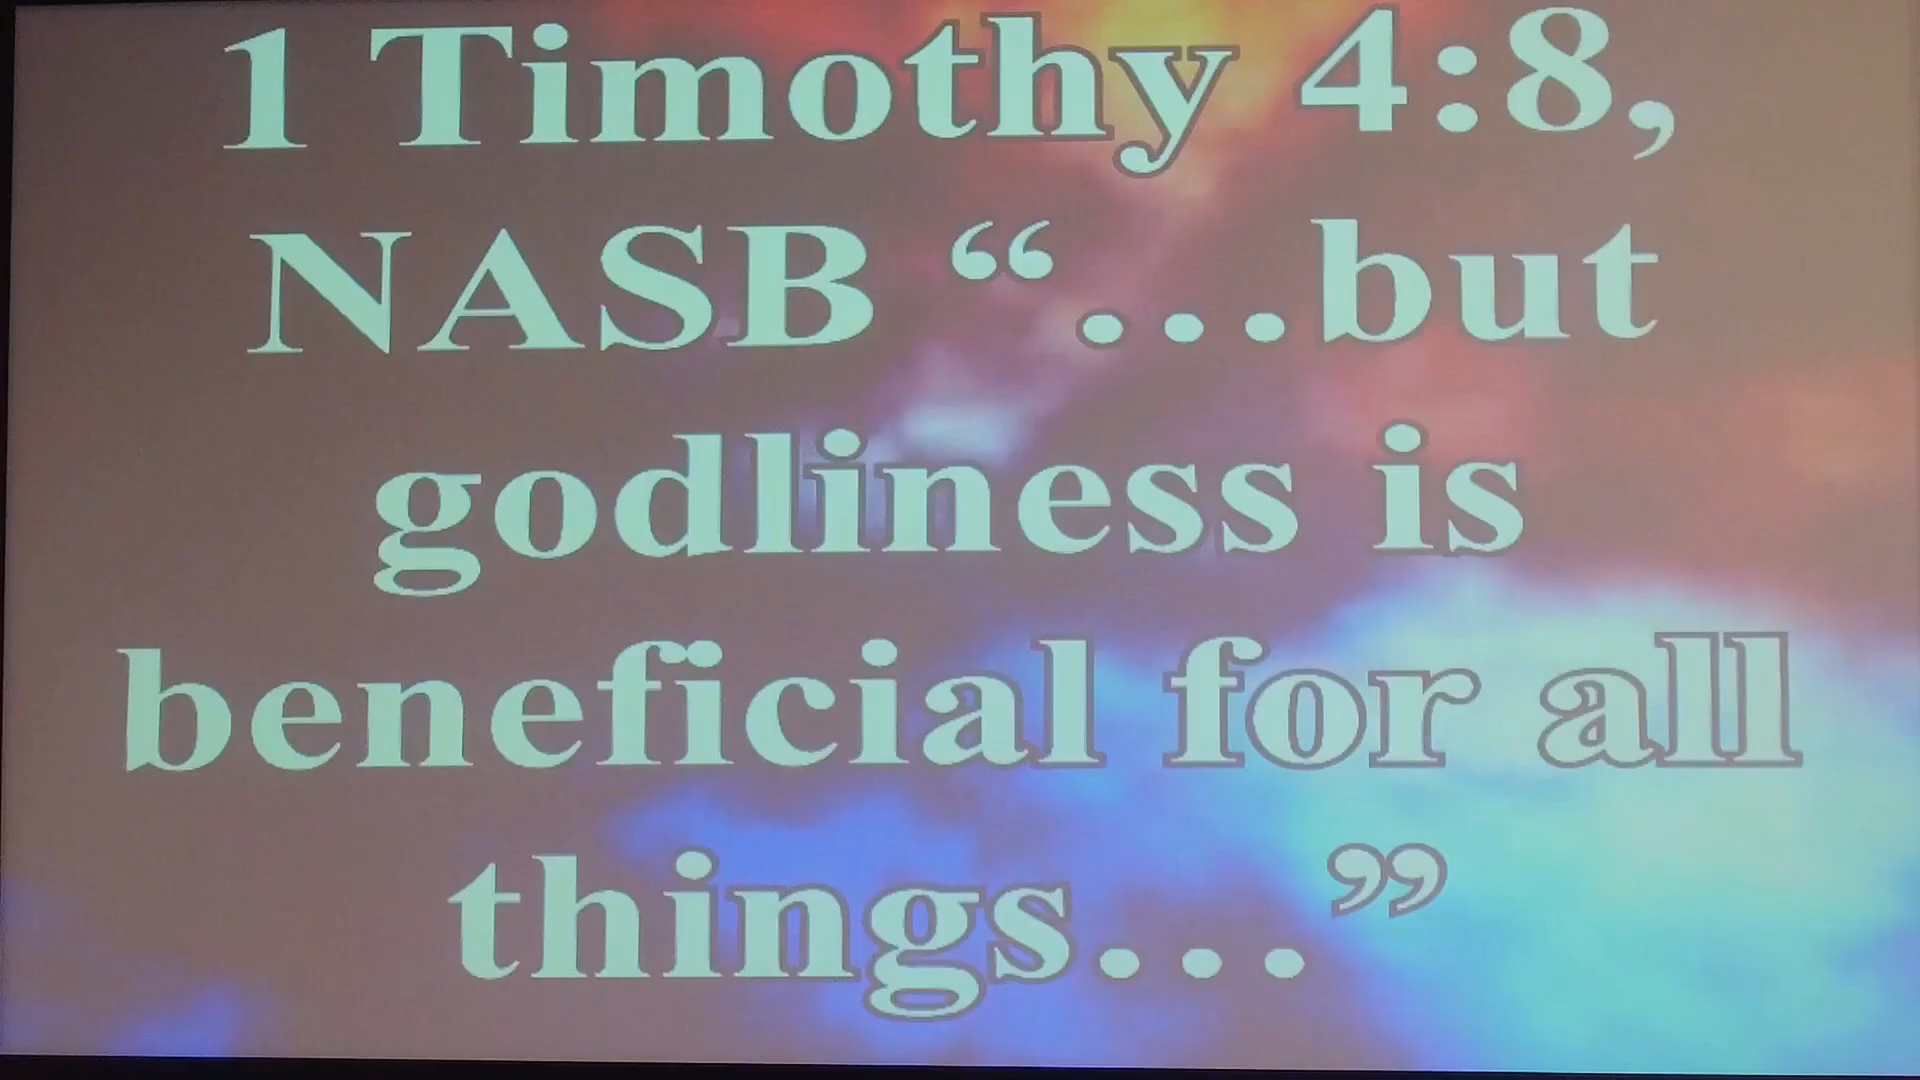 1 Timothy 4:8,
NASB “...but
godliness is
beneficial for all
things...”